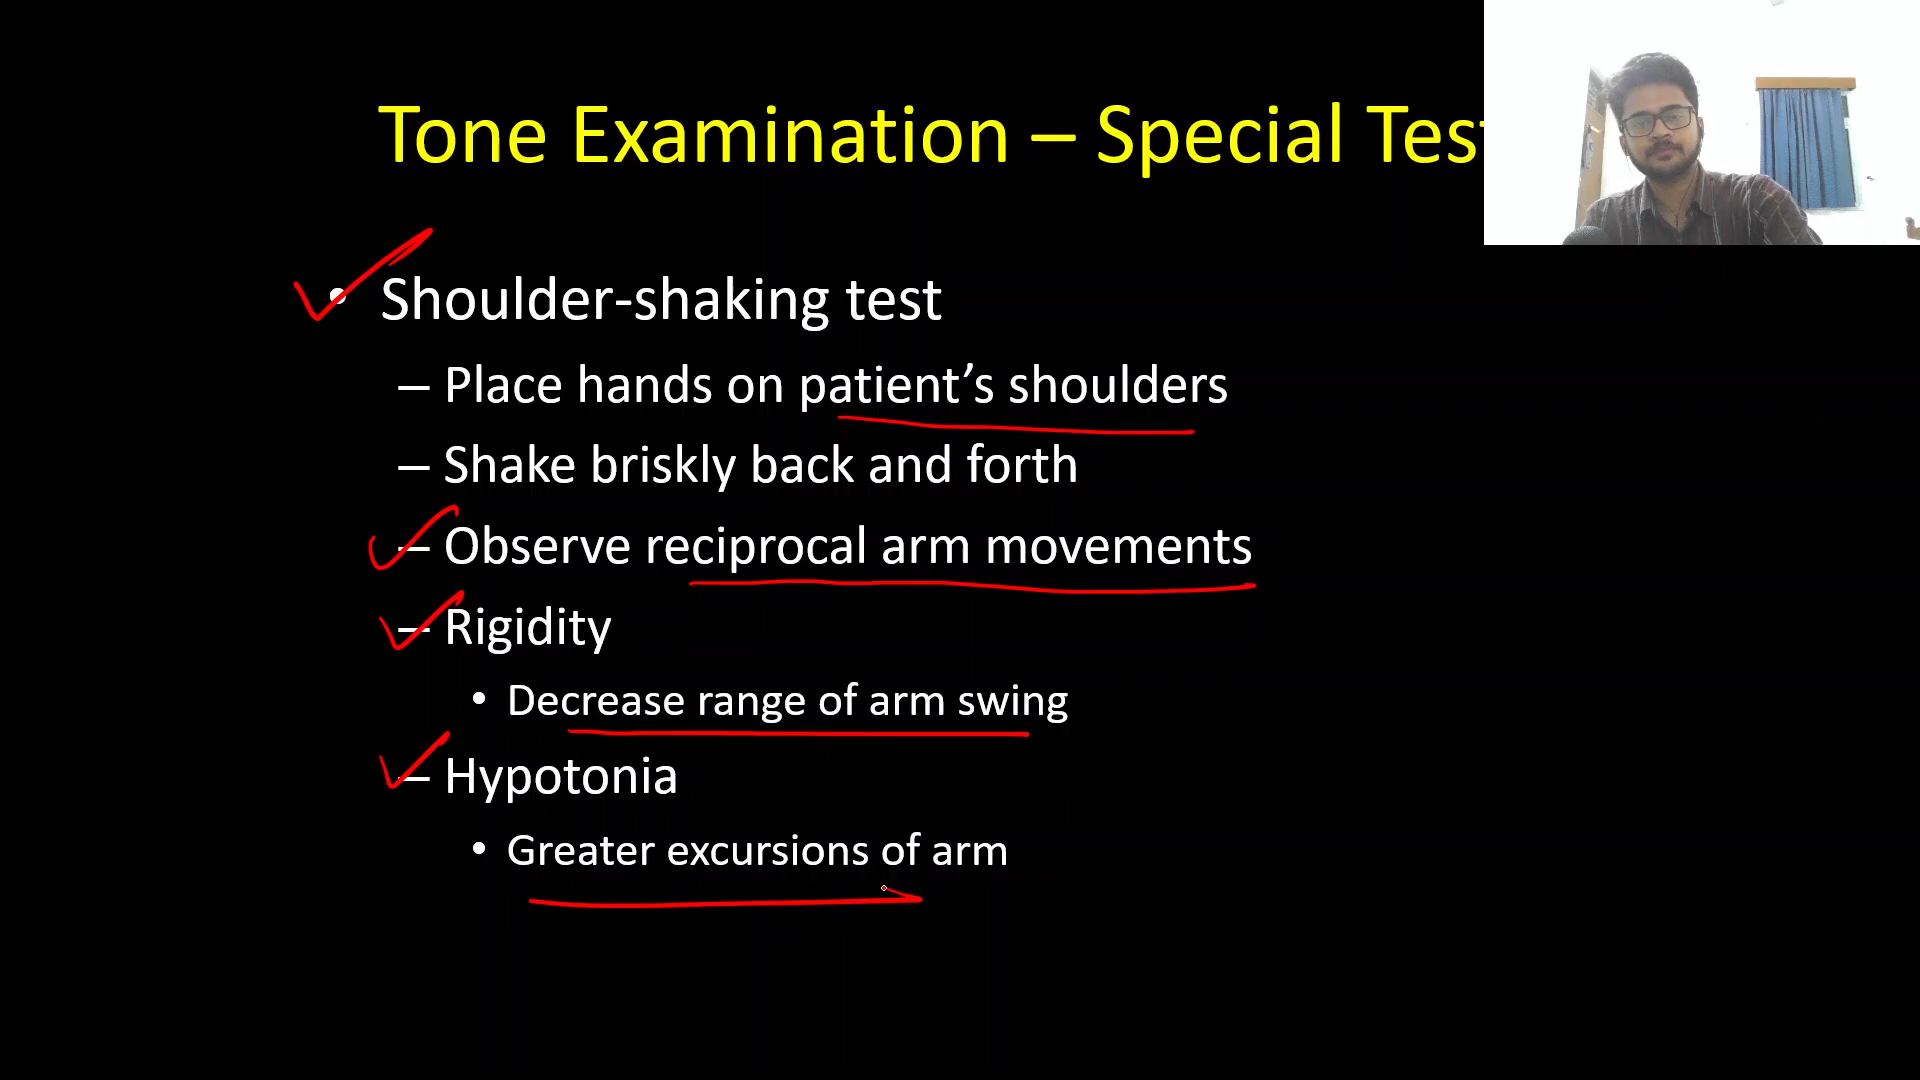 Tone Examination – Special Tes
• Shoulder-shaking test
– Place hands on patient’s shoulders
– Shake briskly back and forth
– Observe reciprocal arm movements
– Rigidity
• Decrease range of arm swing
– Hypotonia
• Greater excursions of arm